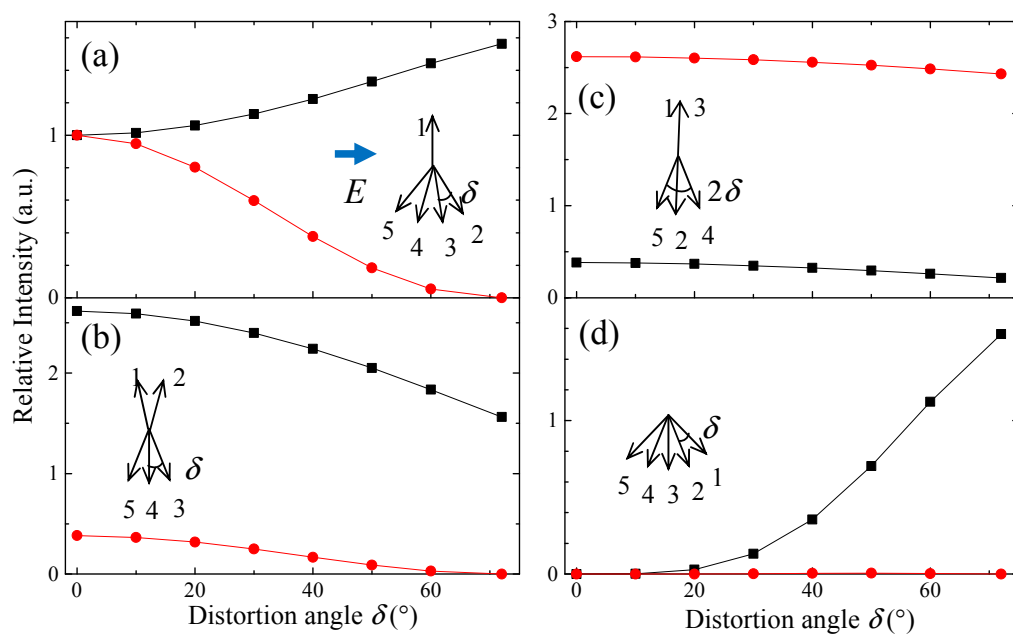 Relative Intensity (a.u.)
(a)
1
0
1
E
δ
5 4 3 2
(b)
2
1
0
1 2
δ
5 4 3
0 20 40 60
Distortion angle δ (°)
(c)
3
2
1
0
1 3
2δ
5 2 4
(d)
1
0
δ
5 4 3 2 1
0 20 40 60
Distortion angle δ (°)